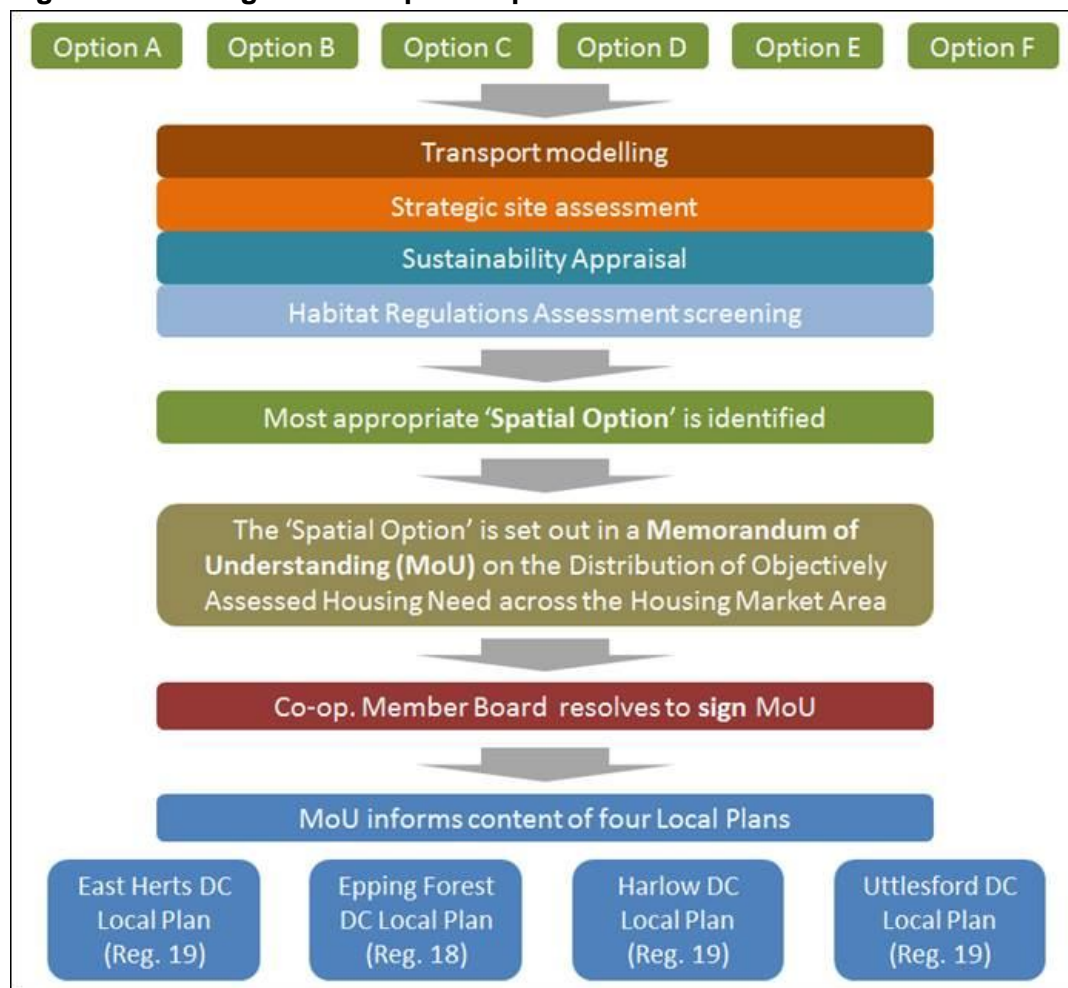 Option A
Option B
Option C
Option D
Option E
Option F
Transport modelling
Strategic site assessment
Sustainability Appraisal
Habitat Regulations Assessment screening
Most appropriate ‘Spatial Option’ is identified
The ‘Spatial Option’ is set out in a Memorandum of
Understanding (MoU) on the Distribution of Objectively
Assessed Housing Need across the Housing Market Area
Co-op. Member Board resolves to sign MoU
MoU informs content of four Local Plans
East Herts DC
Local Plan
(Reg. 19)
Epping Forest
DC Local Plan
(Reg. 18)
Harlow DC
Local Plan
(Reg. 19)
Uttlesford DC
Local Plan
(Reg. 19)